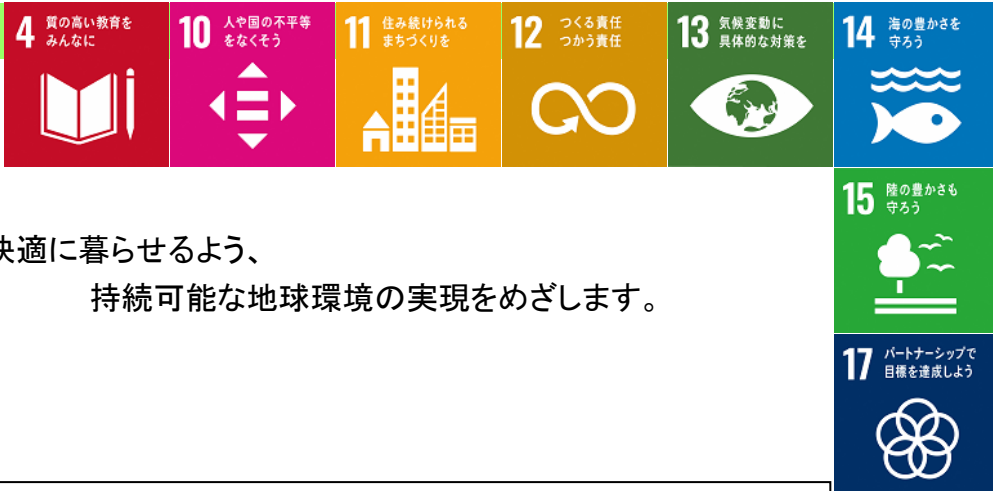 4 質の高い教育を
みんなに
10 人や国の不平等
をなくそう
11 住み続けられる
まちづくりを
12 つくる責任
つかう責任
13 気候変動に
具体的な対策を
14 海の豊かさを
守ろう
15 陸の豊かさも
守ろう
快適に暮らせるよう、
持続可能な地球環境の実現をめざします。
17 パートナーシップで
目標を達成しよう